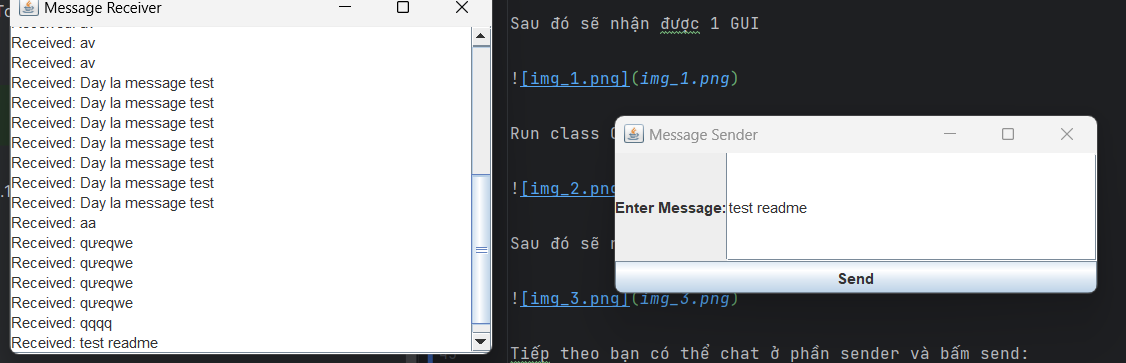 Message Receiver
Received: av
Received: av
Received: Day la message test
Received: Day la message test
Received: Day la message test
Received: Day la message test
Received: Day la message test
Received: Day la message test
Received: Day la message test
Received: aa
Received: qưeqwe
Received: qưeqwe
Received: qưeqwe
Received: qưeqwe
Received: qqqq
Received: test readme
Sau đó sẽ nhận được 1 GUI
![img_1.png](img_1.png)
Run class
![img_2.png
Sau đó sẽ
![img_3.png](img_3.png)
Tiếp theo bạn có thể chat ở phần sender và bấm send:
Message Sender
Enter Message: test readme
Send